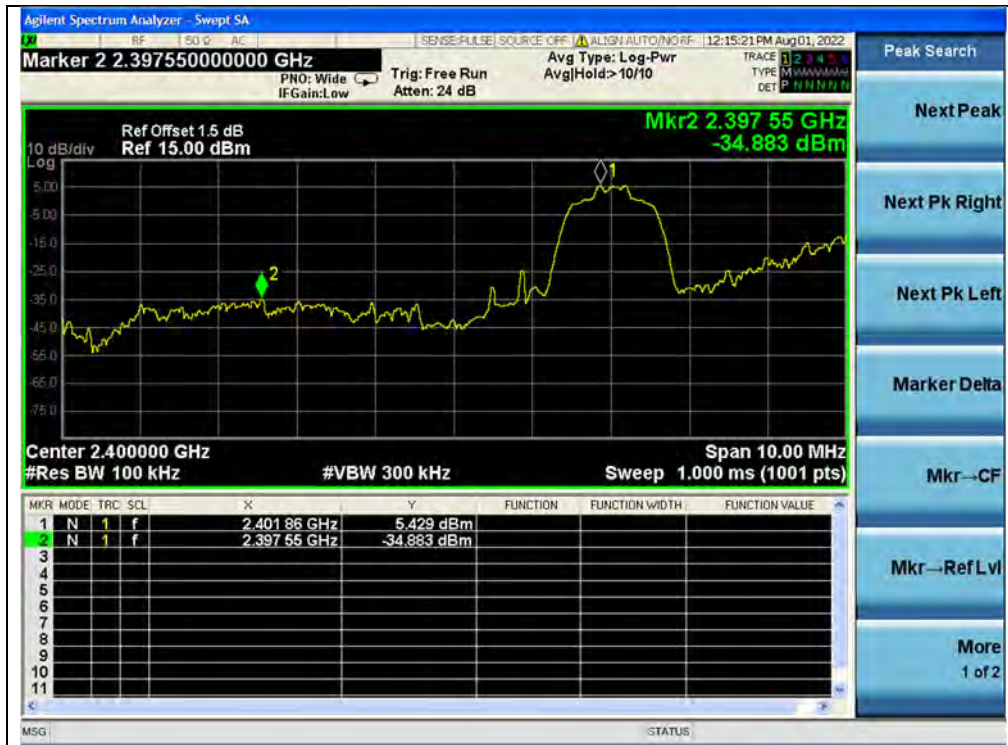 Agilent Spectrum Analyzer - Swept SA
LXI RF 50 Ω AC SENSE:PULSE SOURCE OFF ALIGN AUTO/NO RF 12:15:21 PM Aug 01, 2022
Marker 2 2.397550000000 GHz
PNO: Wide Trig: Free Run Avg Type: Log-Pwr TRACE 1 2 3 4 5 6
IFGain:Low Atten: 24 dB Avg|Hold:>10/10 TYPE M
DET P N N N N N
Peak Search
Mkr2 2.397 55 GHz
-34.883 dBm
Ref Offset 1.5 dB
10 dB/div Ref 15.00 dBm
Log
5.00
-5.00
-15.0
-25.0
-35.0
-45.0
-55.0
-65.0
-75.0
1
2
Center 2.400000 GHz Span 10.00 MHz
#Res BW 100 kHz #VBW 300 kHz Sweep 1.000 ms (1001 pts)
MKR MODE TRC SCL X Y FUNCTION FUNCTION WIDTH FUNCTION VALUE
1 N 1 f 2.401 86 GHz 5.429 dBm
2 N 1 f 2.397 55 GHz -34.883 dBm
3
4
5
6
7
8
9
10
11
Next Peak
Next Pk Right
Next Pk Left
Marker Delta
Mkr→CF
Mkr→Ref Lvl
More
1 of 2
MSG STATUS